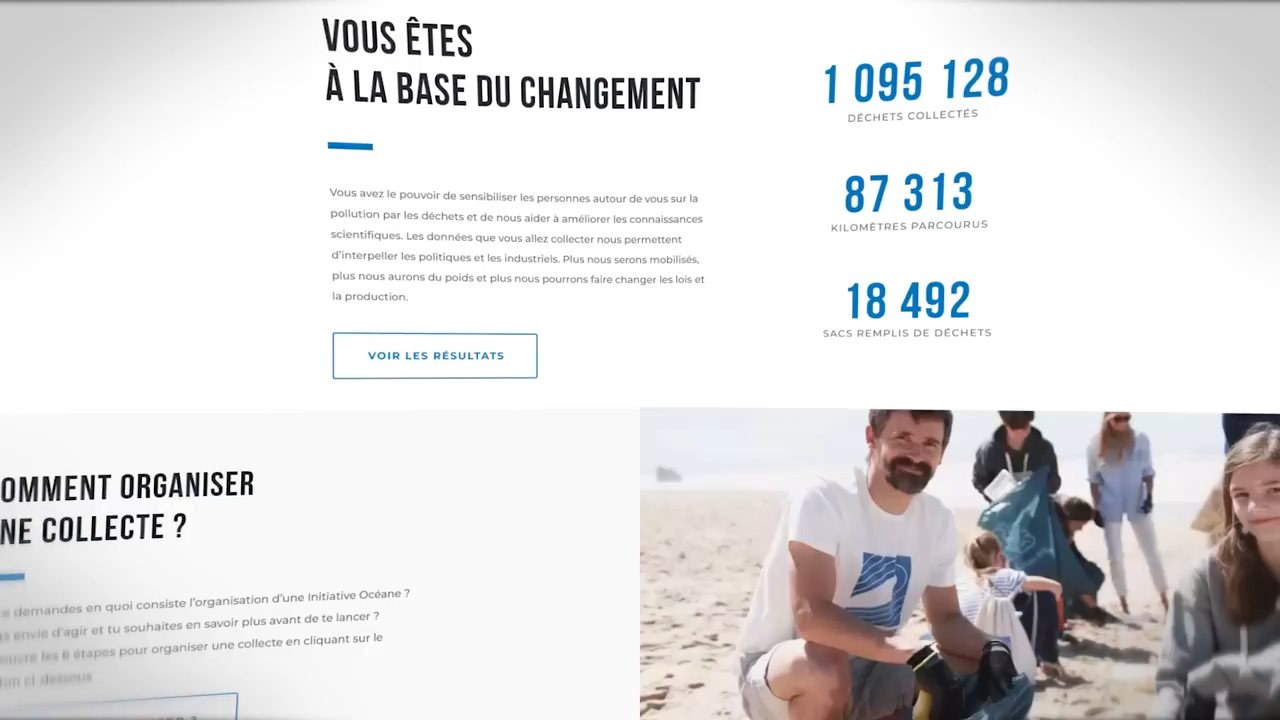 VOUS ÊTES
À LA BASE DU CHANGEMENT
Vous avez le pouvoir de sensibiliser les personnes autour de vous sur la
pollution par les déchets et de nous aider à améliorer les connaissances
scientifiques. Les données que vous allez collecter nous permettent
d'interpeller les politiques et les industriels. Plus nous serons mobilisés,
plus nous aurons du poids et plus nous pourrons faire changer les lois et
la production.
VOIR LES RÉSULTATS
1 095 128
DÉCHETS COLLECTÉS
87 313
KILOMÈTRES PARCOURUS
18 492
SACS REMPLIS DE DÉCHETS
OMMENT ORGANISER
NE COLLECTE ?
demandes en quoi consiste l'organisation d'une Initiative Océane ?
envie d'agir et tu souhaites en savoir plus avant de te lancer ?
les 6 étapes pour organiser une collecte en cliquant sur le
dessous